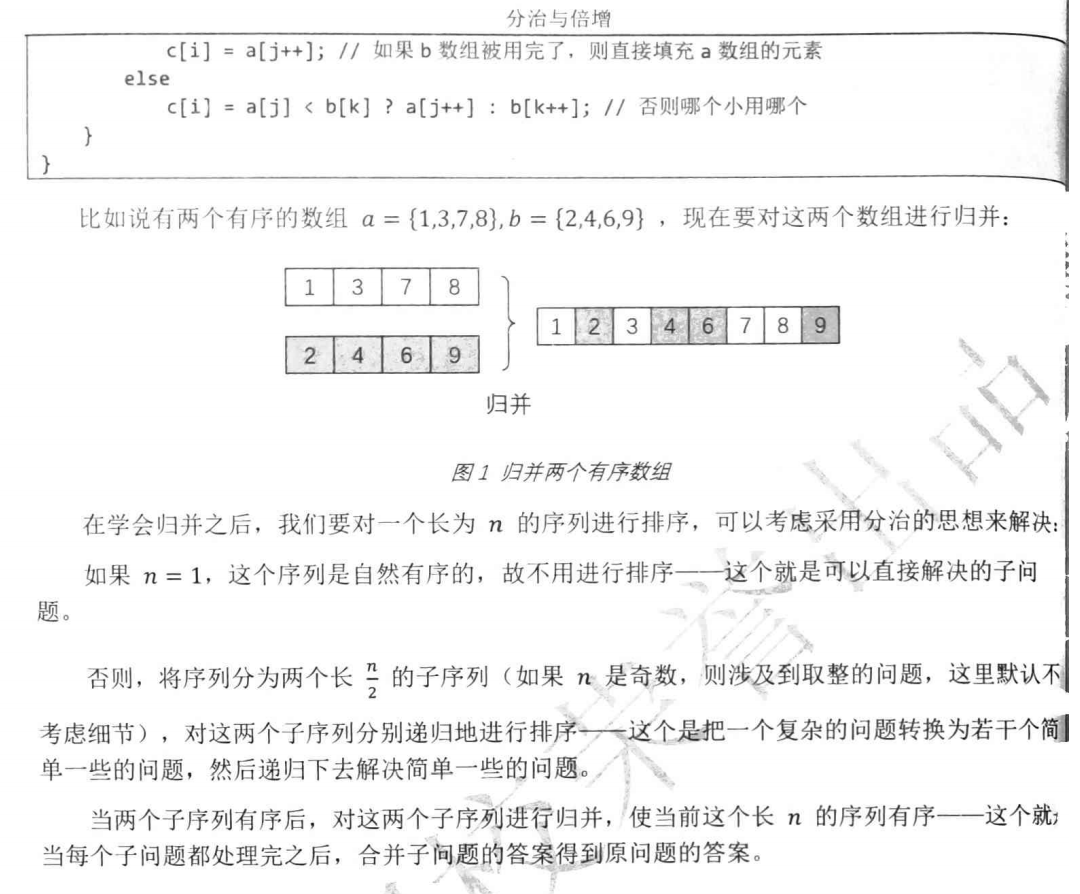 分治与倍增
c[i] = a[j++]; // 如果 b 数组被用完了，则直接填充 a 数组的元素
else
c[i] = a[j] < b[k] ? a[j++] : b[k++]; // 否则哪个小用哪个
}
}
比如说有两个有序的数组 a = {1,3,7,8}, b = {2,4,6,9} ，现在要对这两个数组进行归并：
1 3 7 8
2 4 6 9
1 2 3 4 6 7 8 9
归并
图 1 归并两个有序数组
在学会归并之后，我们要对一个长为 n 的序列进行排序，可以考虑采用分治的思想来解决：
如果 n = 1，这个序列是自然有序的，故不用进行排序——这个就是可以直接解决的子问
题。
否则，将序列分为两个长 n/2 的子序列（如果 n 是奇数，则涉及到取整的问题，这里默认不
考虑细节），对这两个子序列分别递归地进行排序——这个是把一个复杂的问题转换为若干个简
单一些的问题，然后递归下去解决简单一些的问题。
当两个子序列有序后，对这两个子序列进行归并，使当前这个长 n 的序列有序——这个就
当每个子问题都处理完之后，合并子问题的答案得到原问题的答案。
荣誉出品